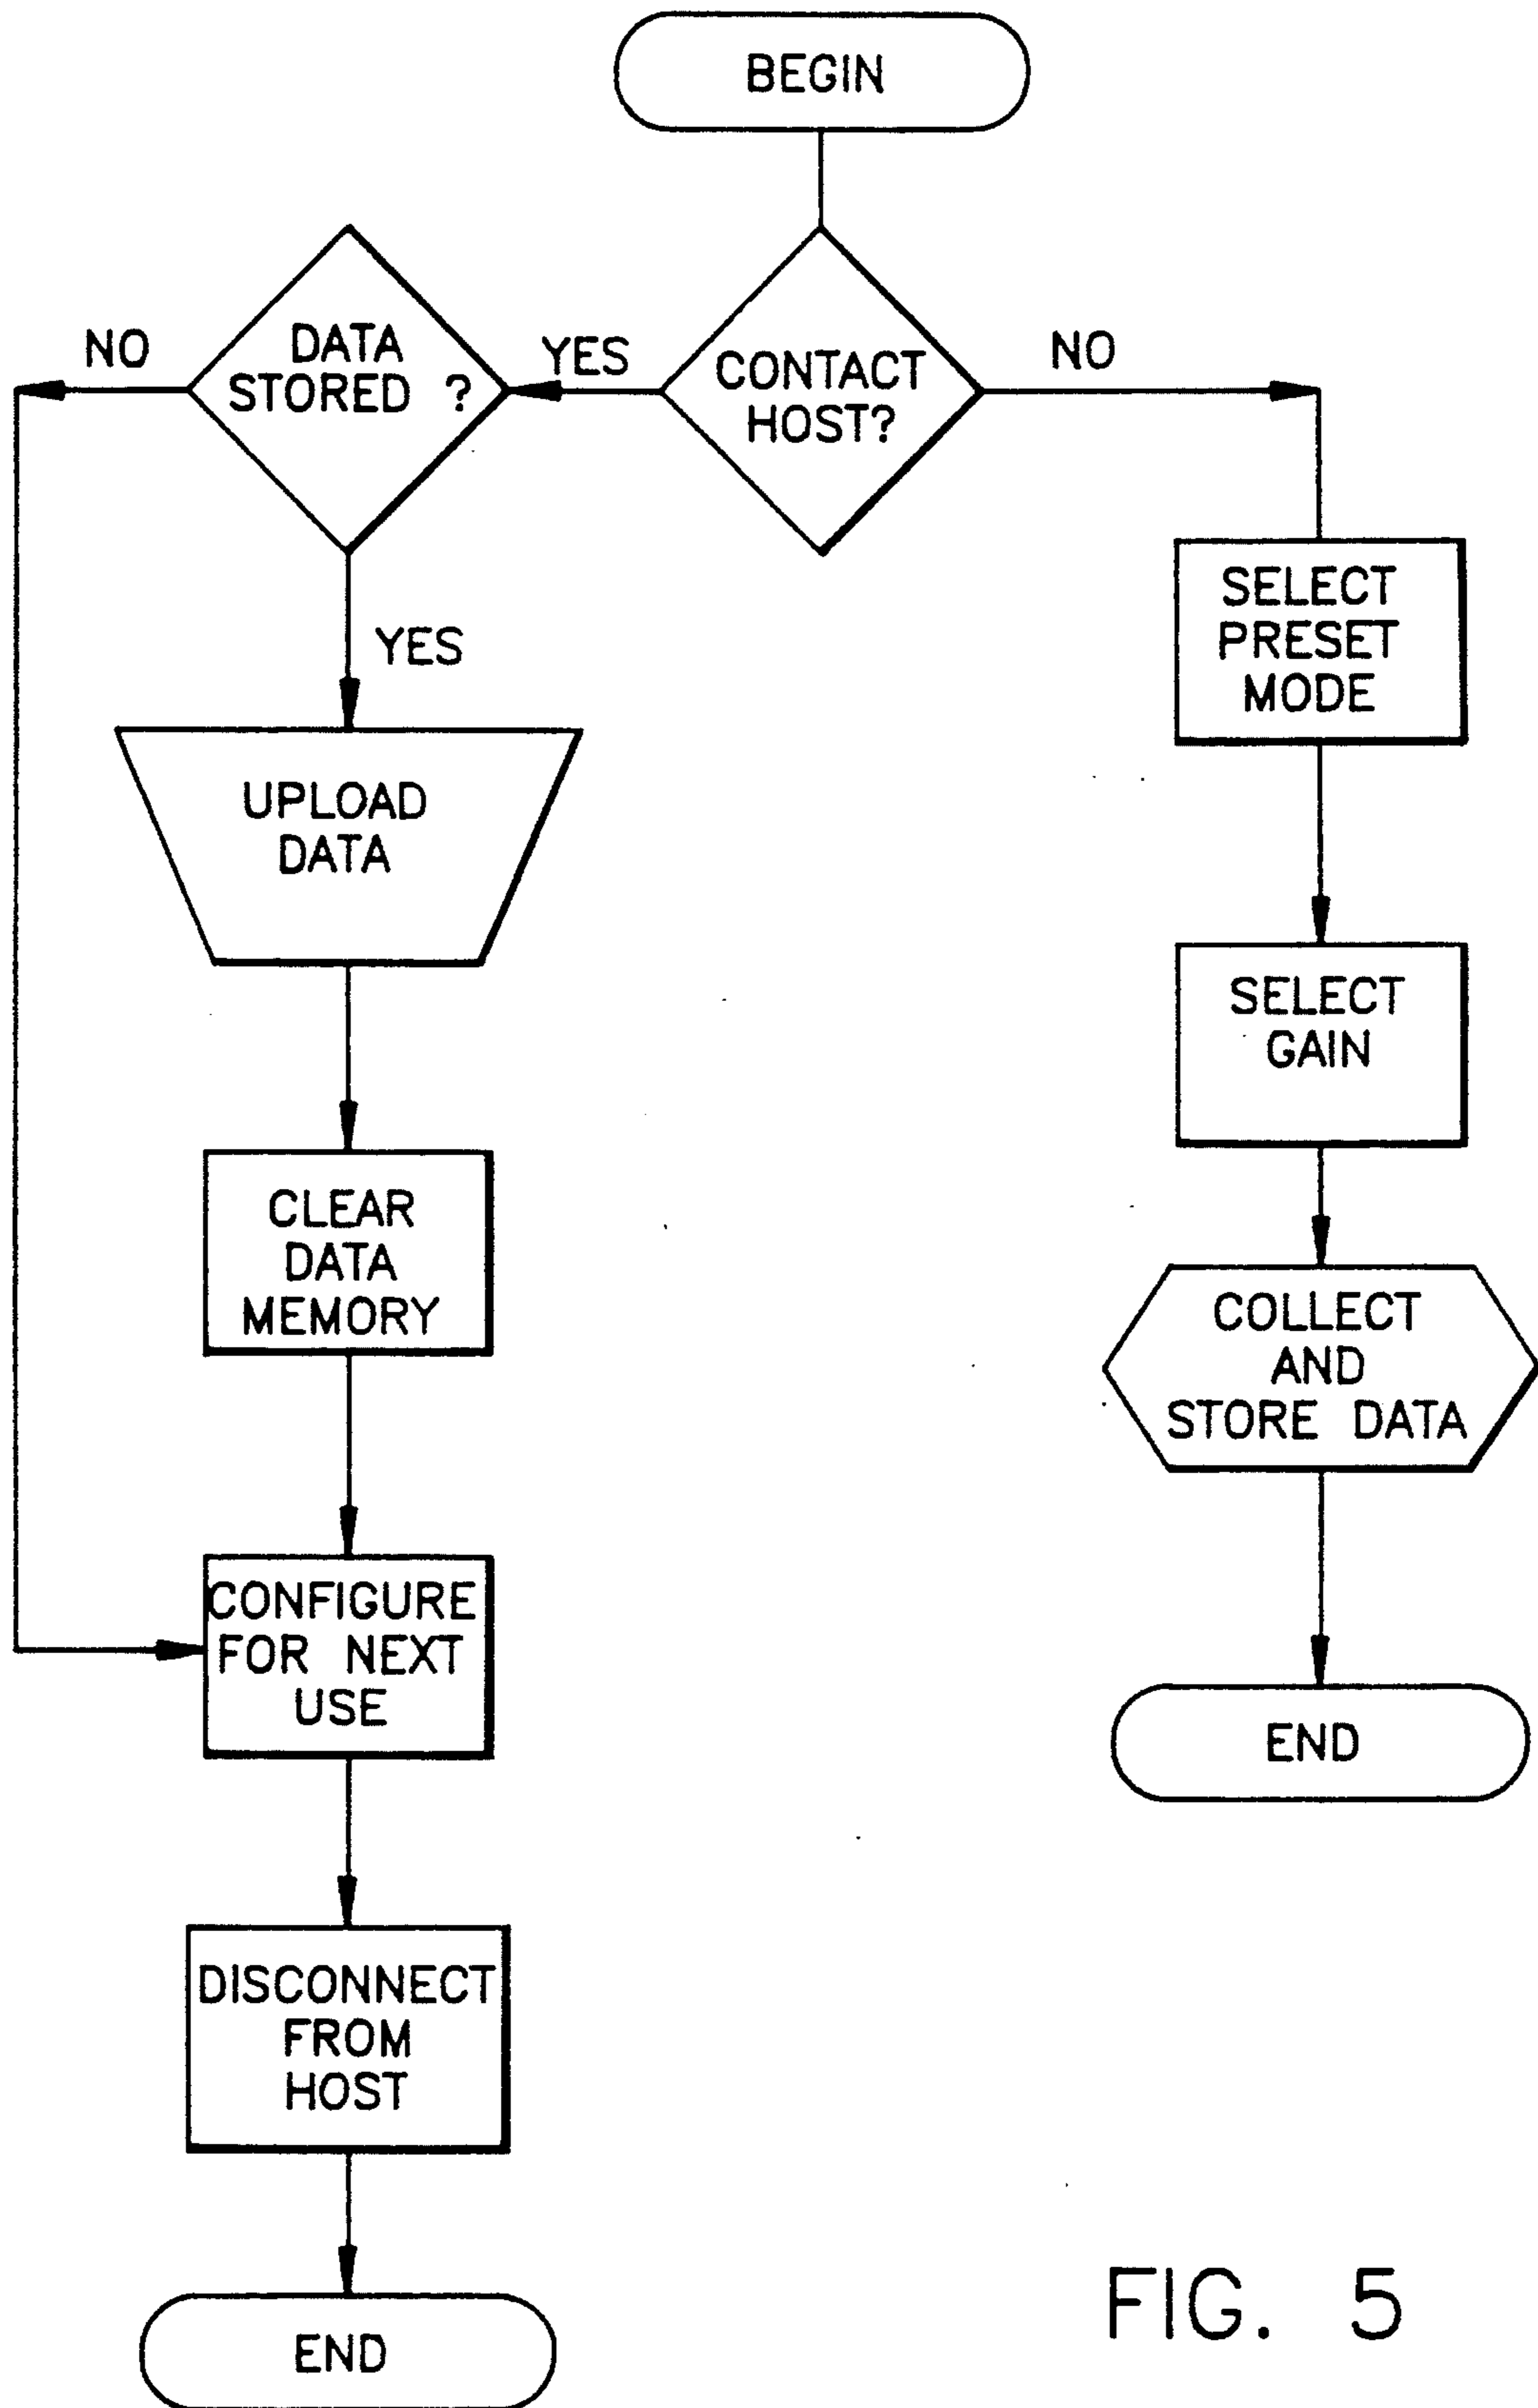 BEGIN
NO
DATA
STORED ?
YES
CONTACT
HOST?
NO
YES
UPLOAD
DATA
CLEAR
DATA
MEMORY
CONFIGURE
FOR NEXT
USE
DISCONNECT
FROM
HOST
END
SELECT
PRESET
MODE
SELECT
GAIN
COLLECT
AND
STORE DATA
END
FIG. 5